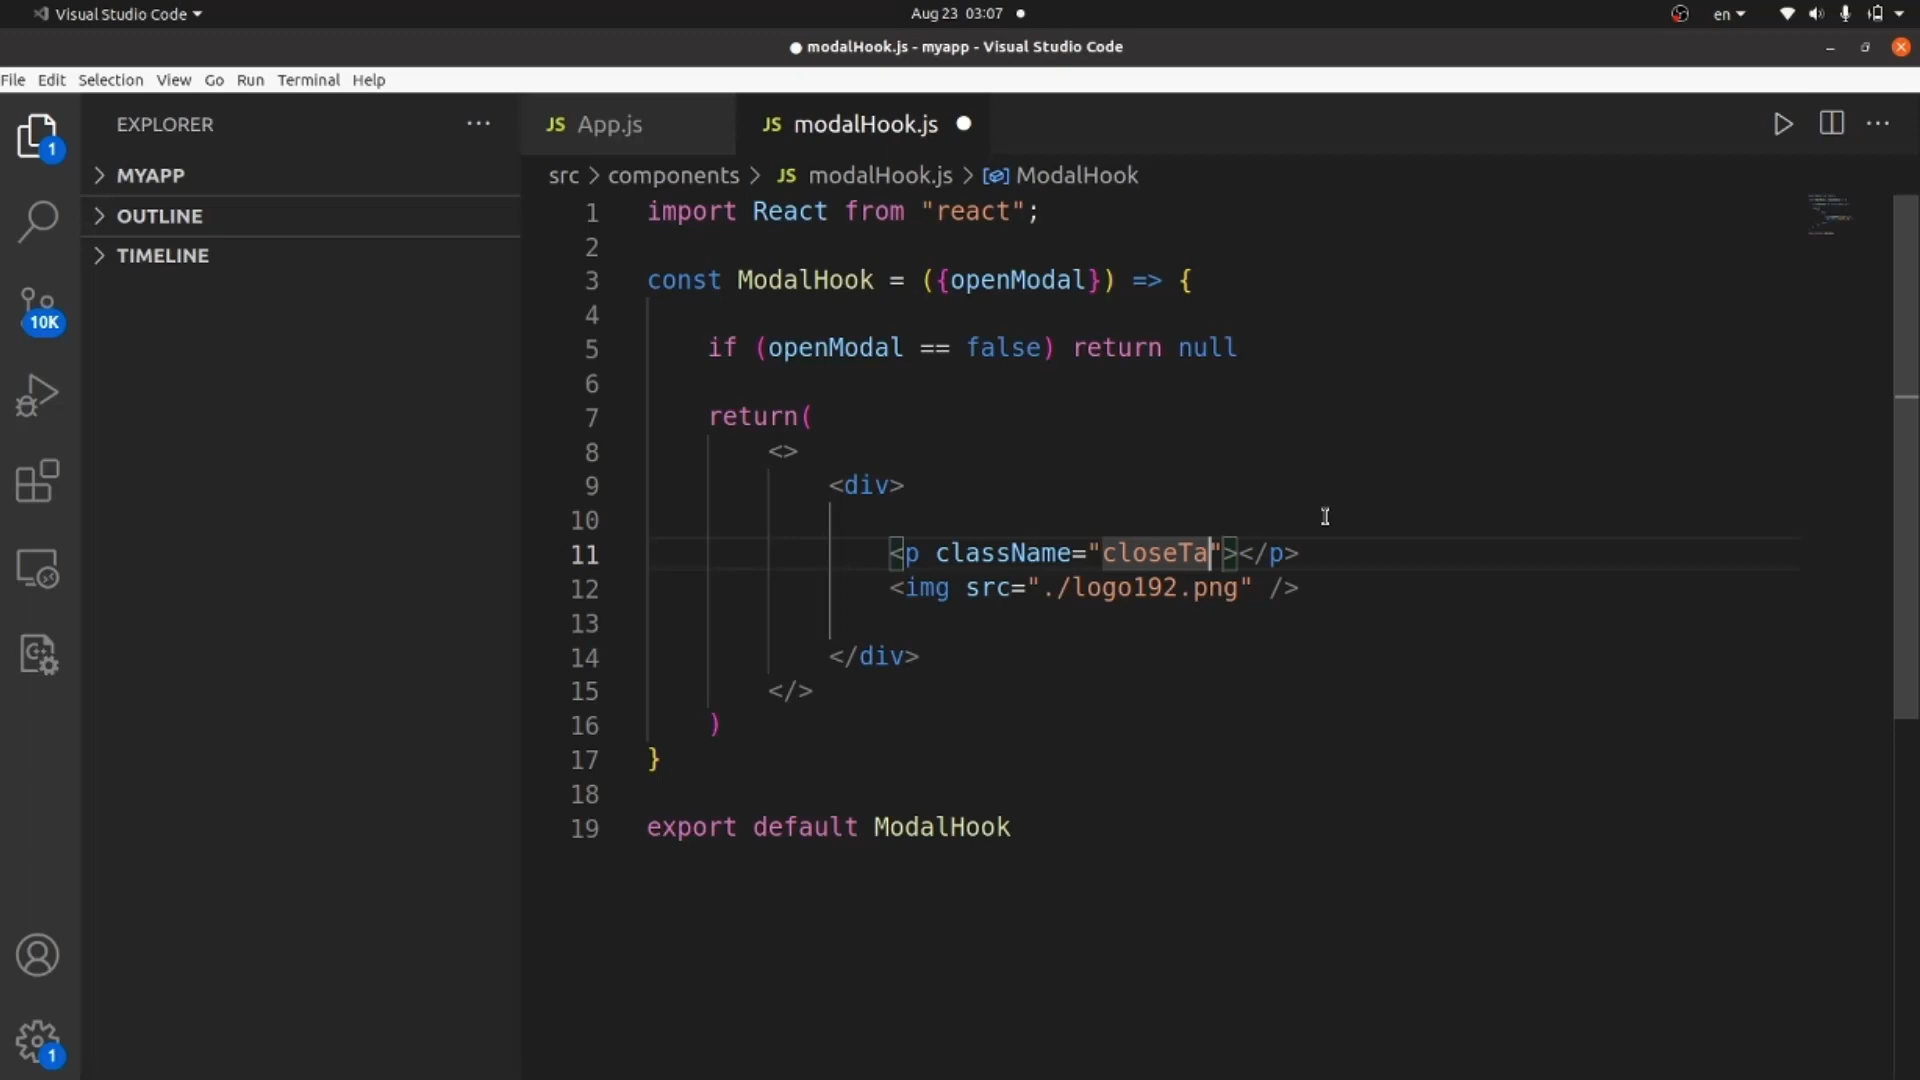 Visual Studio Code
Aug 23 03:07
en
modalHook.js - myapp - Visual Studio Code
File Edit Selection View Go Run Terminal Help
EXPLORER
MYAPP
OUTLINE
TIMELINE
1
10K
1
JS App.js
JS modalHook.js
src > components > JS modalHook.js > ModalHook
1 import React from "react";
2
3 const ModalHook = ({openModal}) => {
4
5 if (openModal == false) return null
6
7 return(
8 <>
9 <div>
10
11 <p className="closeTa"></p>
12 <img src="./logo192.png" />
13
14 </div>
15 </>
16 )
17 }
18
19 export default ModalHook